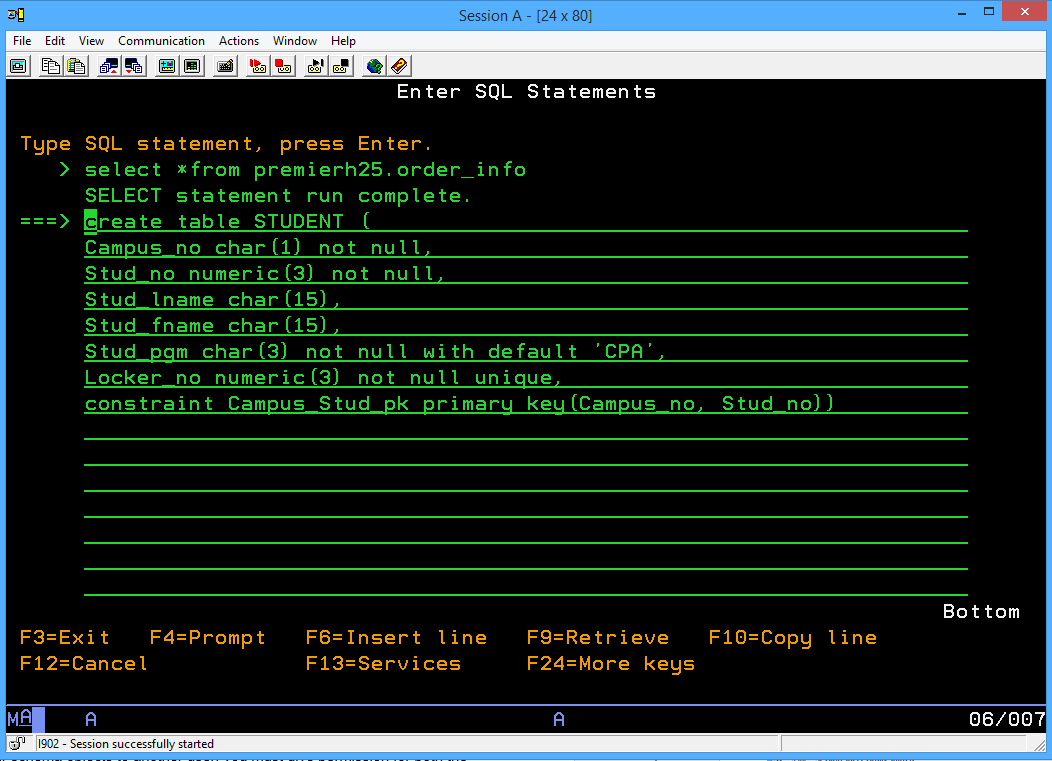 Session A - [24 x 80]
File Edit View Communication Actions Window Help
Enter SQL Statements
Type SQL statement, press Enter.
> select *from premierh25.order_info
SELECT statement run complete.
===> create table STUDENT (
Campus_no char(1) not null,
Stud_no numeric(3) not null,
Stud_lname char(15),
Stud_fname char(15),
Stud_pgm char(3) not null with default 'CPA',
Locker_no numeric(3) not null unique,
constraint Campus_Stud_pk primary key(Campus_no, Stud_no))
Bottom
F3=Exit F4=Prompt F6=Insert line F9=Retrieve F10=Copy line
F12=Cancel F13=Services F24=More keys
MA A A 06/007
I902 - Session successfully started